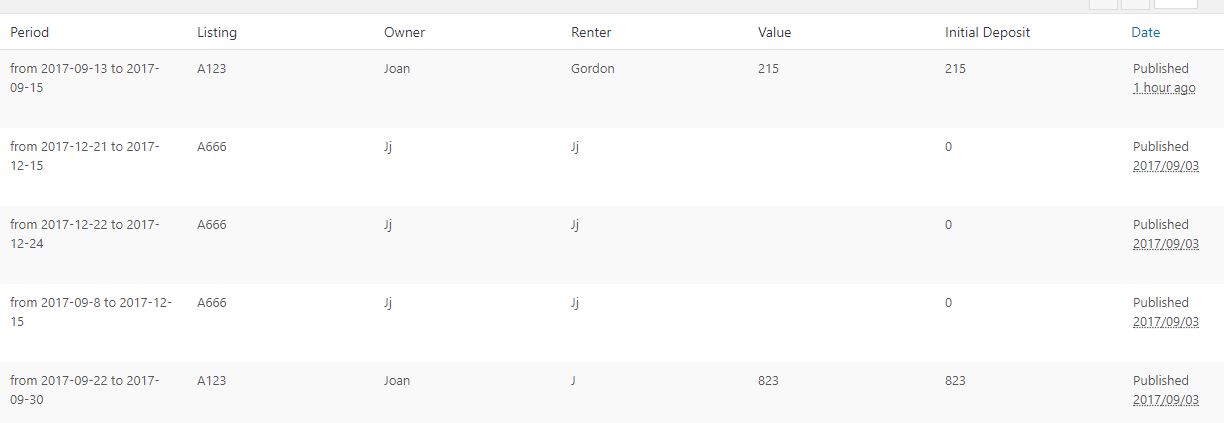 Period Listing Owner Renter Value Initial Deposit Date
from 2017-09-13 to 2017- A123 Joan Gordon 215 215 Published
09-15 1 hour ago
from 2017-12-21 to 2017- A666 Jj Jj 0 Published
12-15 2017/09/03
from 2017-12-22 to 2017- A666 Jj Jj 0 Published
12-24 2017/09/03
from 2017-09-8 to 2017-12- A666 Jj Jj 0 Published
15 2017/09/03
from 2017-09-22 to 2017- A123 Joan J 823 823 Published
09-30 2017/09/03